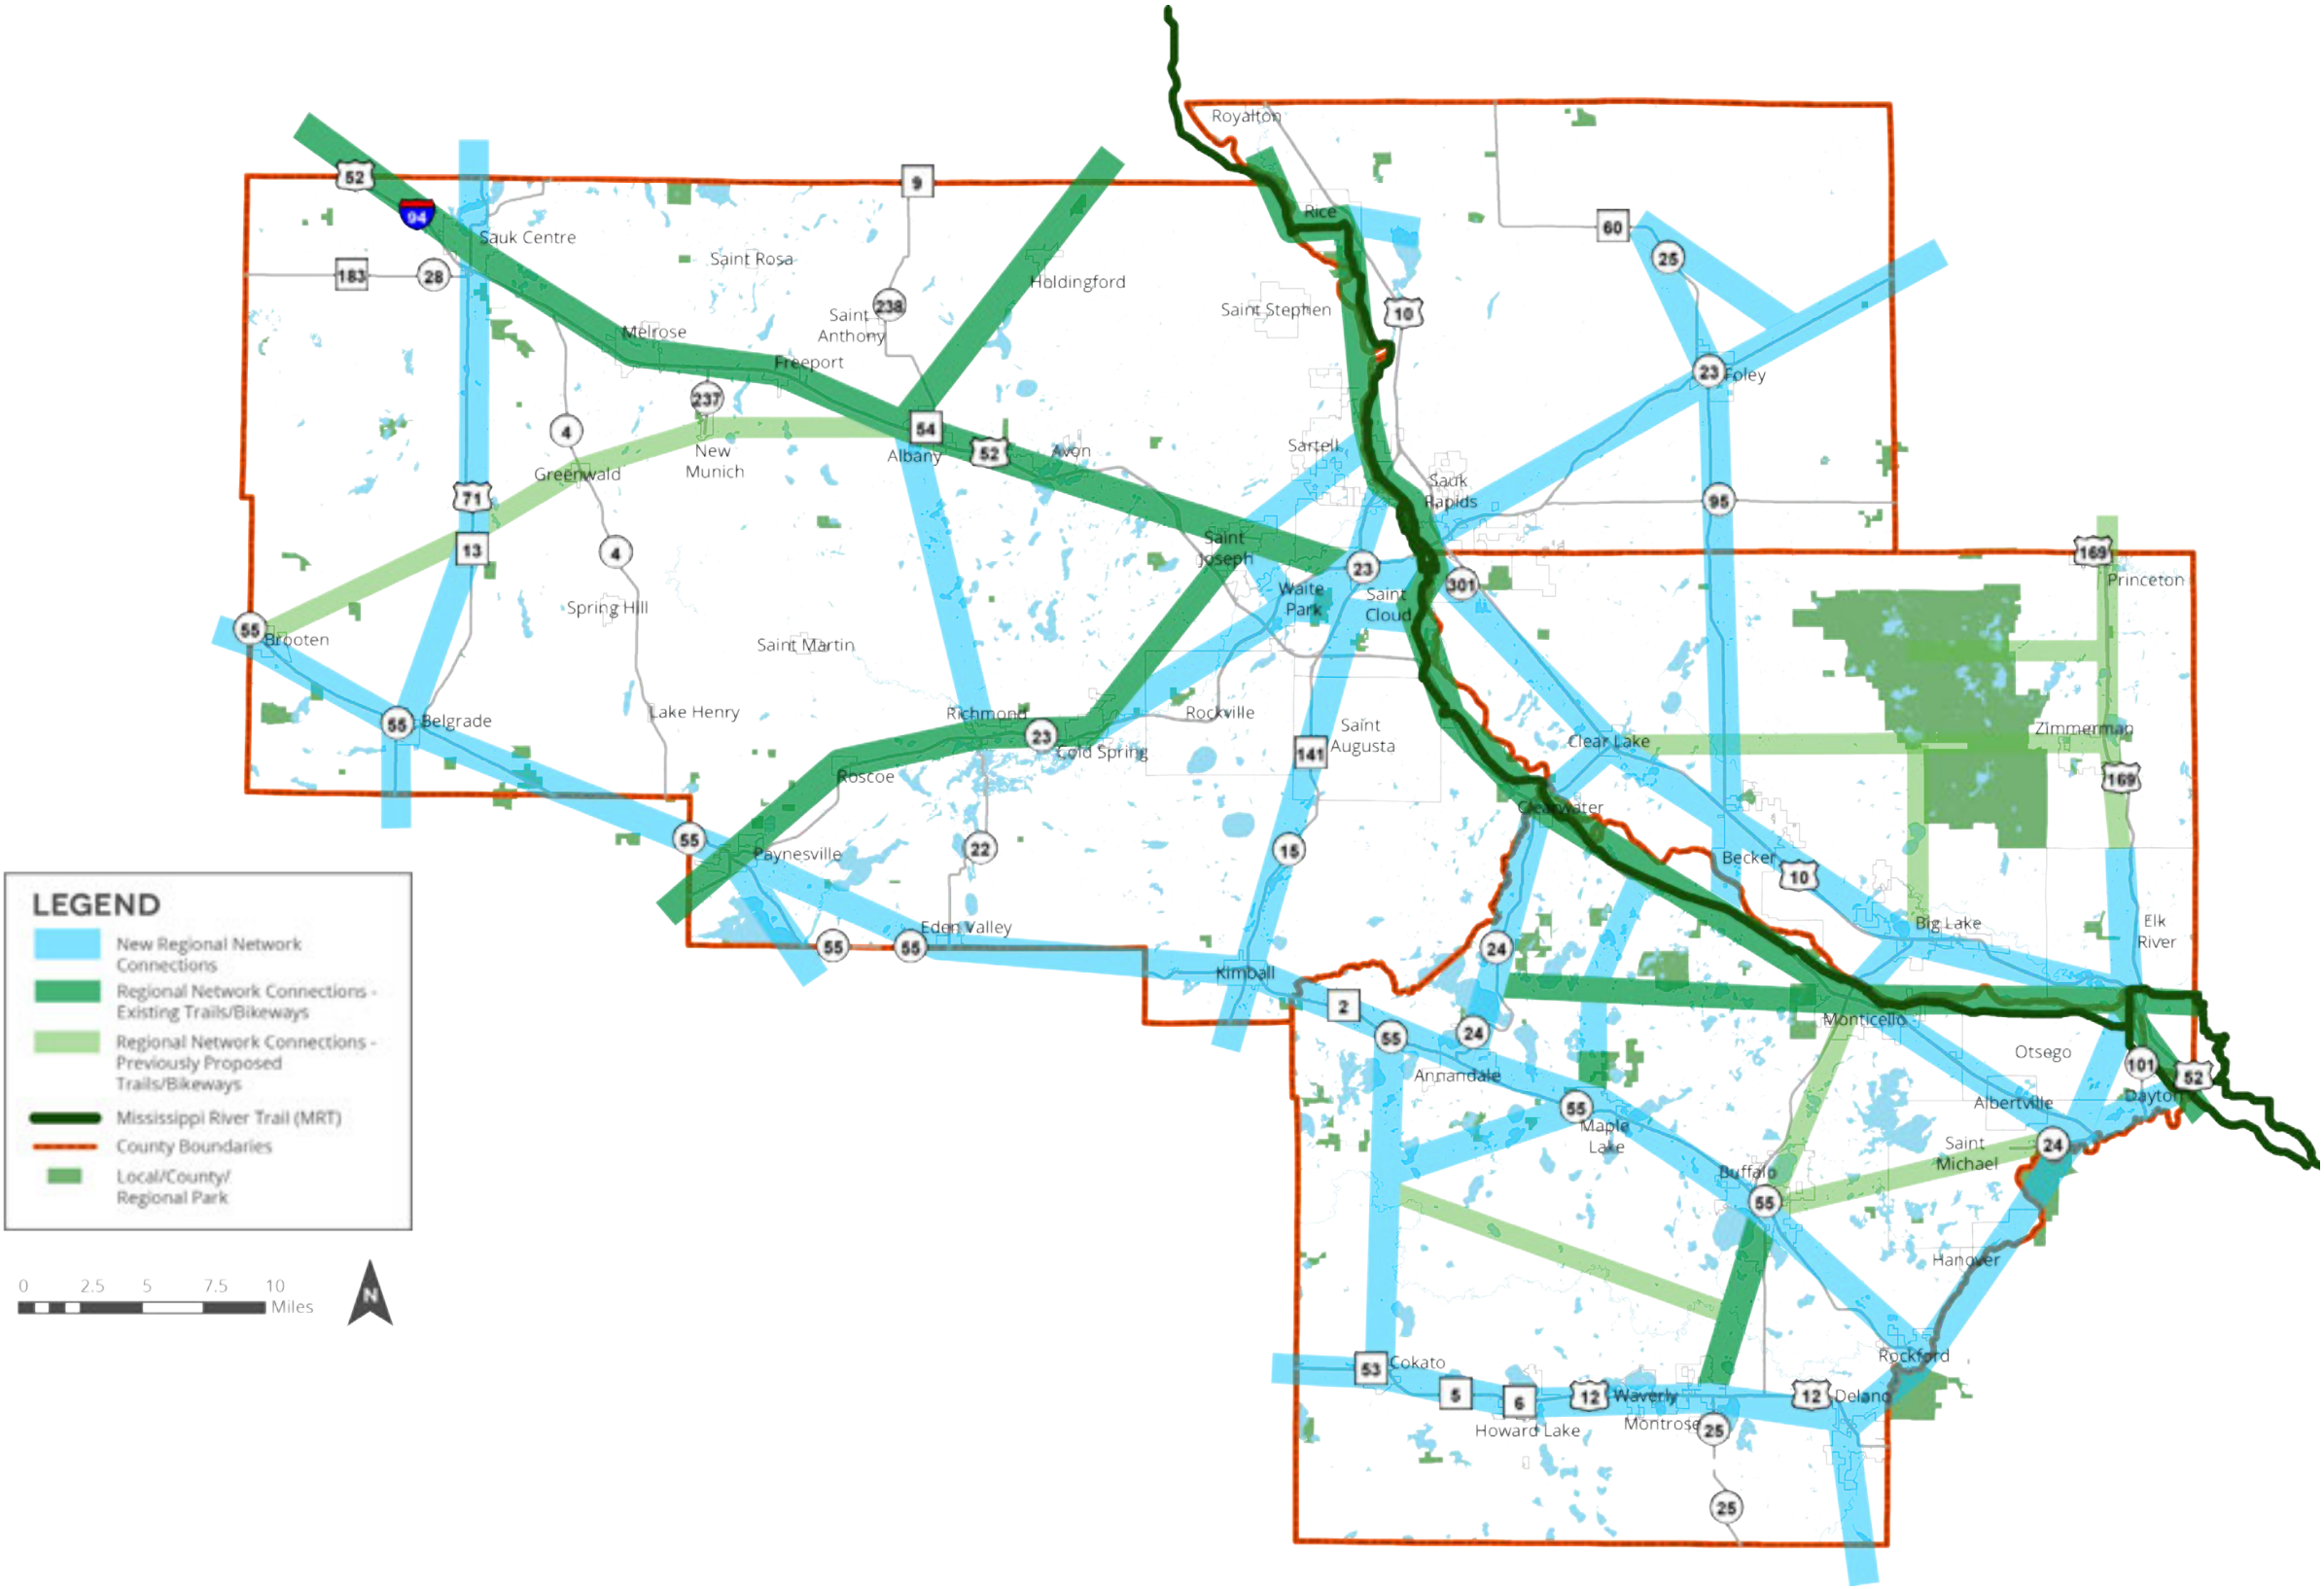 Royalton
52
9
94
Rice
Sauk Centre
60
25
Saint Rosa
183
28
Holdingford
238
Saint
Anthony
Saint Stephen
10
Melrose
Freeport
23
Foley
237
4
54
Albany
52
Avon
Sartell
New
Munich
Greenwald
71
Sauk
Rapids
95
13
4
Saint
Joseph
23
301
169
Princeton
Waite
Park
Saint
Cloud
Spring Hill
55
Brooten
Saint Martin
55
Belgrade
Lake Henry
Richmond
23
Cold Spring
Rockville
141
Saint
Augusta
Clear Lake
Zimmerman
169
Roscoe
Clearwater
55
Paynesville
22
15
Becker
10
Eden Valley
55
55
24
Big Lake
Elk
River
Kimball
2
55
24
Monticello
Otsego
101
52
Annandale
Albertville
Dayton
55
Maple
Lake
Saint
Michael
24
Buffalo
55
Hanover
Rockford
53
Cokato
5
6
12
Waverly
12
Delano
Howard Lake
Montrose
25
25
LEGEND
New Regional Network
Connections
Regional Network Connections -
Existing Trails/Bikeways
Regional Network Connections -
Previously Proposed
Trails/Bikeways
Mississippi River Trail (MRT)
County Boundaries
Local/County/
Regional Park
0 2.5 5 7.5 10
Miles
N